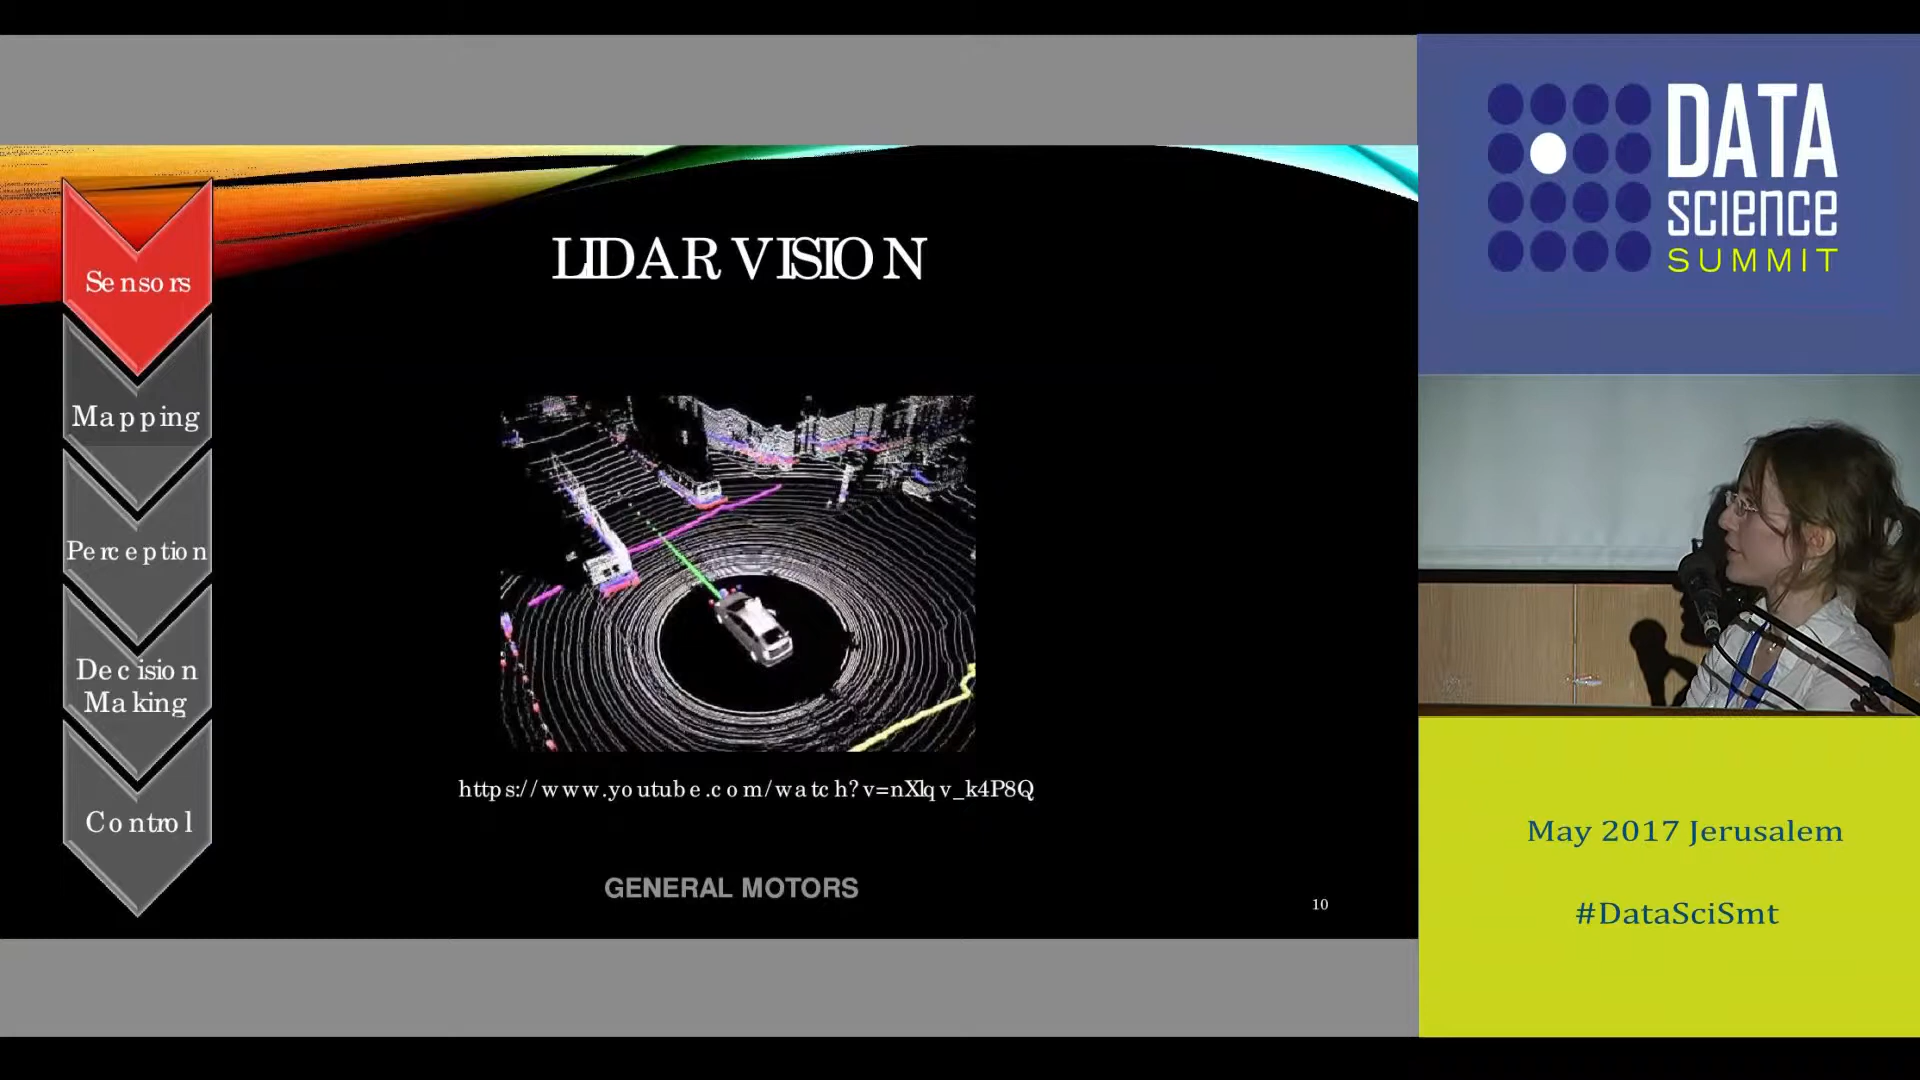 LIDAR VISION
Sensors
Mapping
Perception
Decision
Making
Control
https://www.youtube.com/watch?v=nXlqv_k4P8Q
GENERAL MOTORS
10
DATA
science
SUMMIT
May 2017 Jerusalem
#DataSciSmt